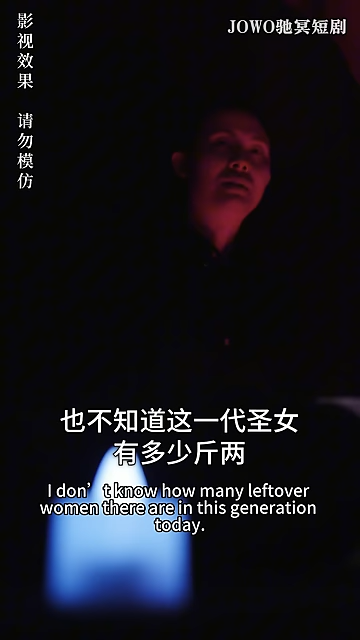 影视效果 请勿模仿
JOWO驰冥短剧
也不知道这一代圣女
有多少斤两
I don't know how many leftover
women there are in this generation
today.